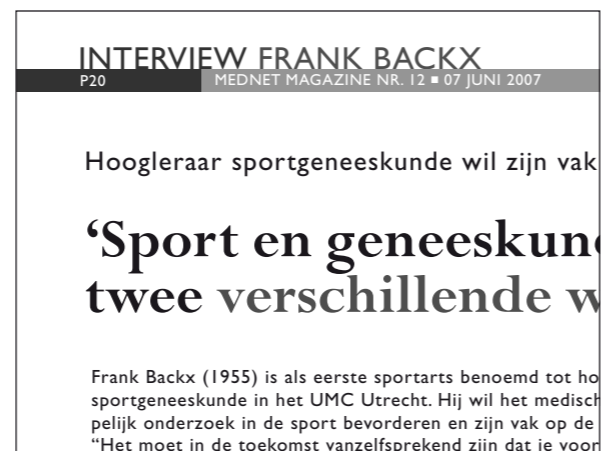 INTERVIEW FRANK BACKX
P20 MEDNET MAGAZINE NR. 12 ■ 07 JUNI 2007
Hoogleraar sportgeneeskunde wil zijn vak
‘Sport en geneeskun
twee verschillende w
Frank Backx (1955) is als eerste sportarts benoemd tot ho
sportgeneeskunde in het UMC Utrecht. Hij wil het medisch
pelijk onderzoek in de sport bevorderen en zijn vak op de
“Het moet in de toekomst vanzelfsprekend zijn dat je voor